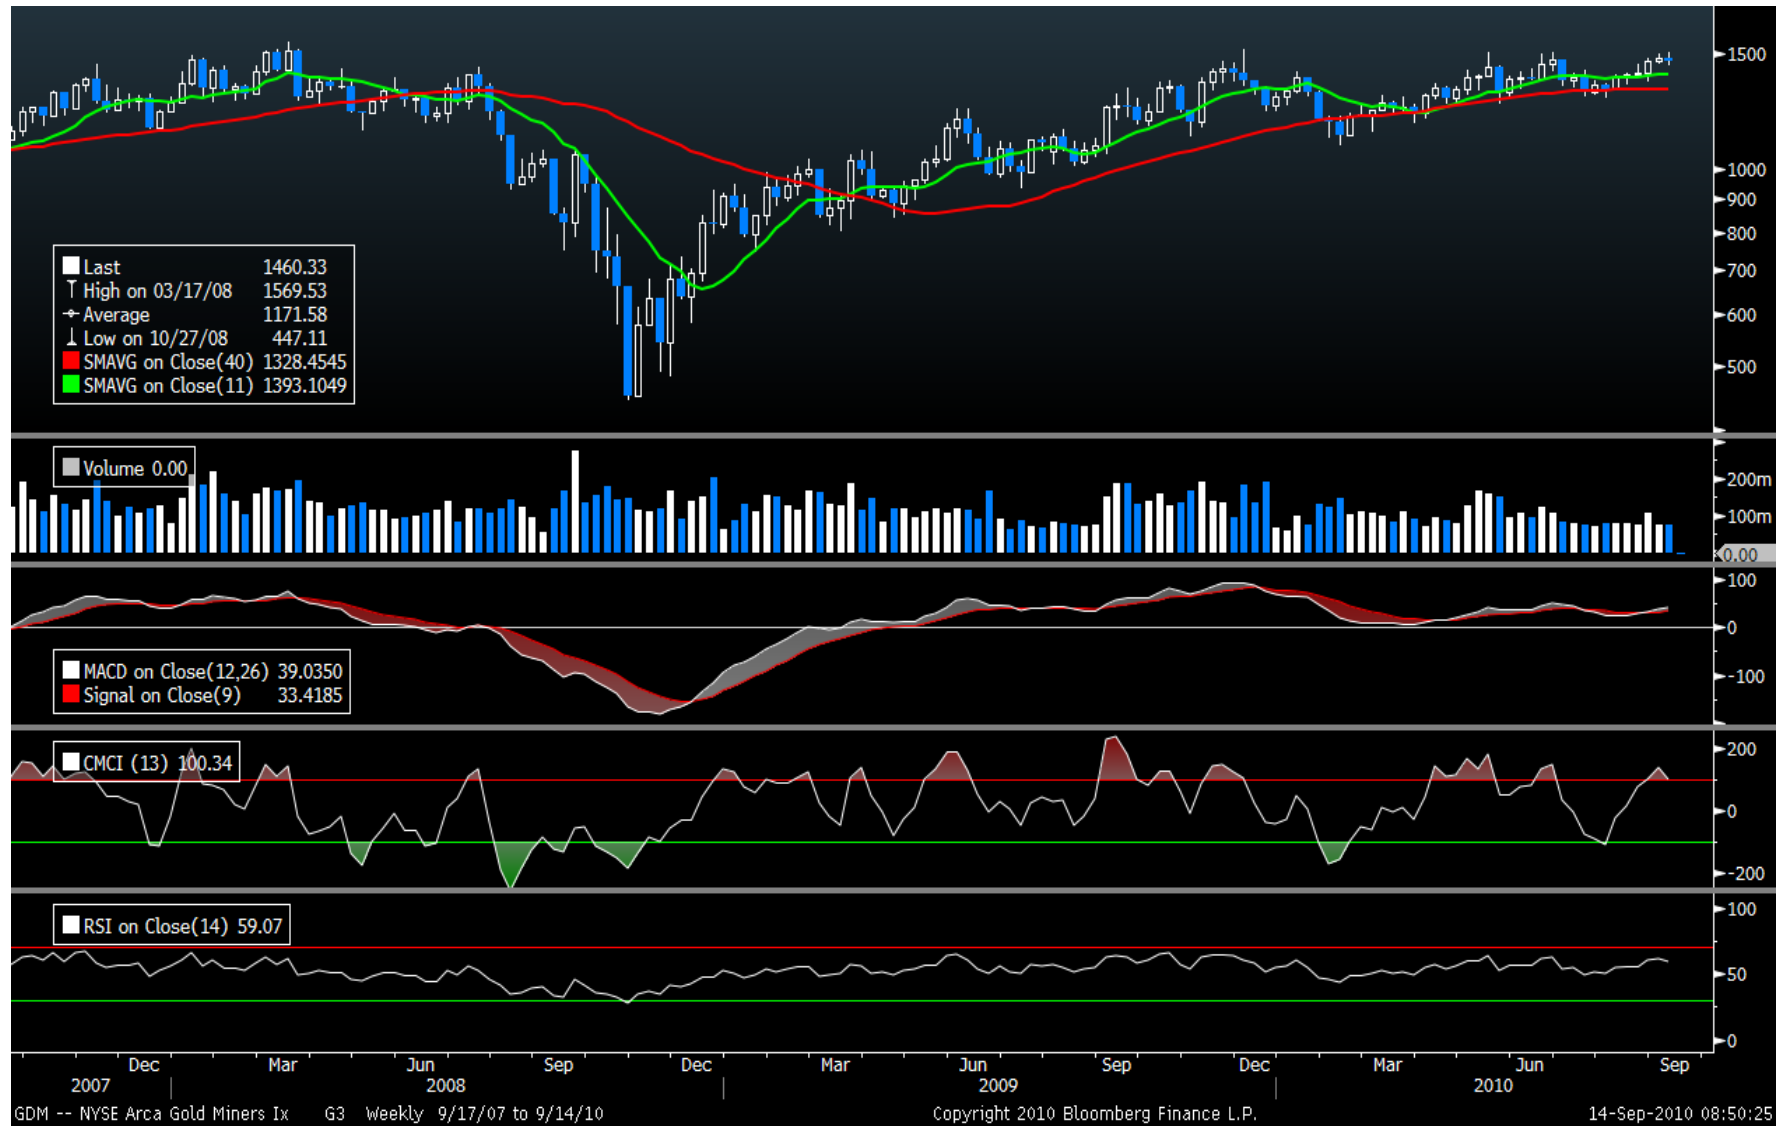 1500
1000
900
800
700
600
500
Last 1460.33
High on 03/17/08 1569.53
Average 1171.58
Low on 10/27/08 447.11
SMAVG on Close(40) 1328.4545
SMAVG on Close(11) 1393.1049
Volume 0.00
200m
100m
0.00
100
0
-100
MACD on Close(12,26) 39.0350
Signal on Close(9) 33.4185
CMCI (13) 100.34
200
0
-200
RSI on Close(14) 59.07
100
50
0
Dec Mar Jun Sep Dec Mar Jun Sep Dec Mar Jun Sep
2007 2008 2009 2010
GDM -- NYSE Arca Gold Miners Ix G3 Weekly 9/17/07 to 9/14/10 Copyright 2010 Bloomberg Finance L.P. 14-Sep-2010 08:50:25